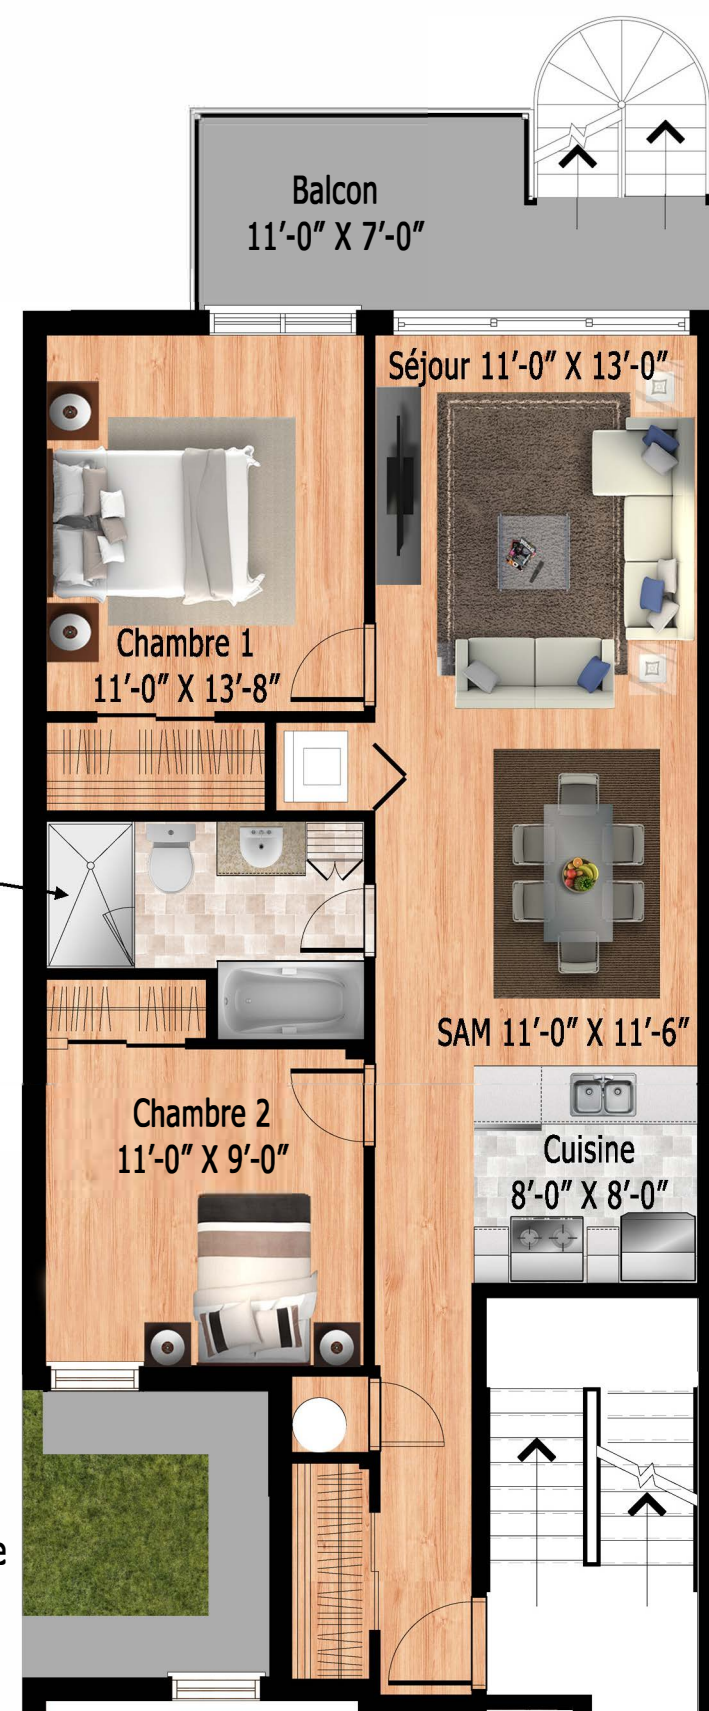 Balcon
11'-0" X 7'-0"
Séjour 11'-0" X 13'-0"
Chambre 1
11'-0" X 13'-8"
SAM 11'-0" X 11'-6"
Chambre 2
11'-0" X 9'-0"
Cuisine
8'-0" X 8'-0"
e